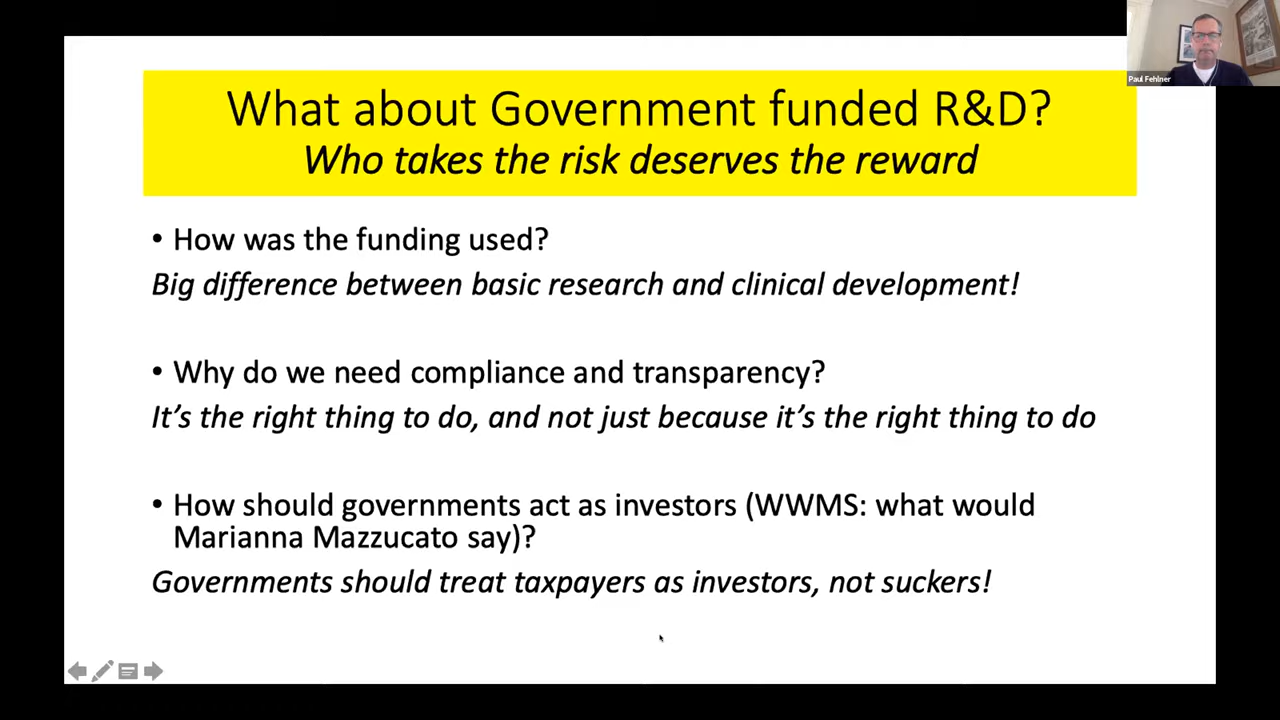 Paul Fehlner
What about Government funded R&D?
Who takes the risk deserves the reward
• How was the funding used?
Big difference between basic research and clinical development!
• Why do we need compliance and transparency?
It's the right thing to do, and not just because it's the right thing to do
• How should governments act as investors (WWMS: what would
Marianna Mazzucato say)?
Governments should treat taxpayers as investors, not suckers!